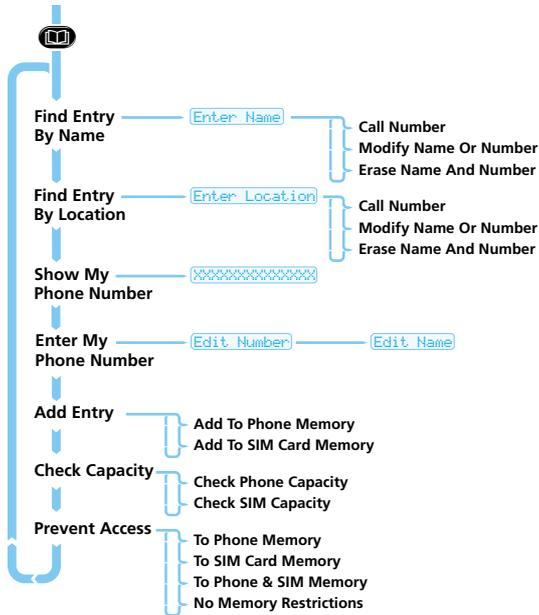 Find Entry
By Name
Enter Name
Call Number
Modify Name Or Number
Erase Name And Number
Find Entry
By Location
Enter Location
Call Number
Modify Name Or Number
Erase Name And Number
Show My
Phone Number
XXXXXXXXXXXXXX
Enter My
Phone Number
Edit Number
Edit Name
Add Entry
Add To Phone Memory
Add To SIM Card Memory
Check Capacity
Check Phone Capacity
Check SIM Capacity
Prevent Access
To Phone Memory
To SIM Card Memory
To Phone & SIM Memory
No Memory Restrictions